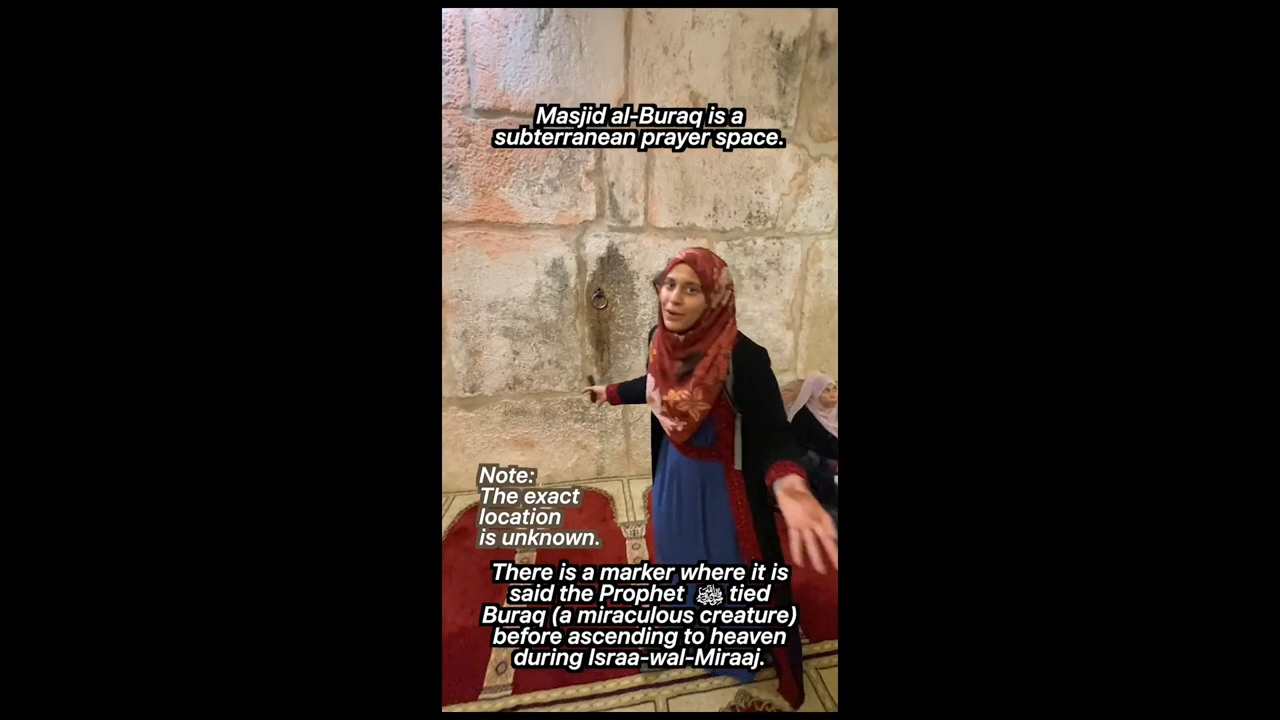 Masjid al-Buraq is a
subterranean prayer space.
Note:
The exact
location
is unknown.
There is a marker where it is
said the Prophet ﷺ tied
Buraq (a miraculous creature)
before ascending to heaven
during Israa-wal-Miraaj.